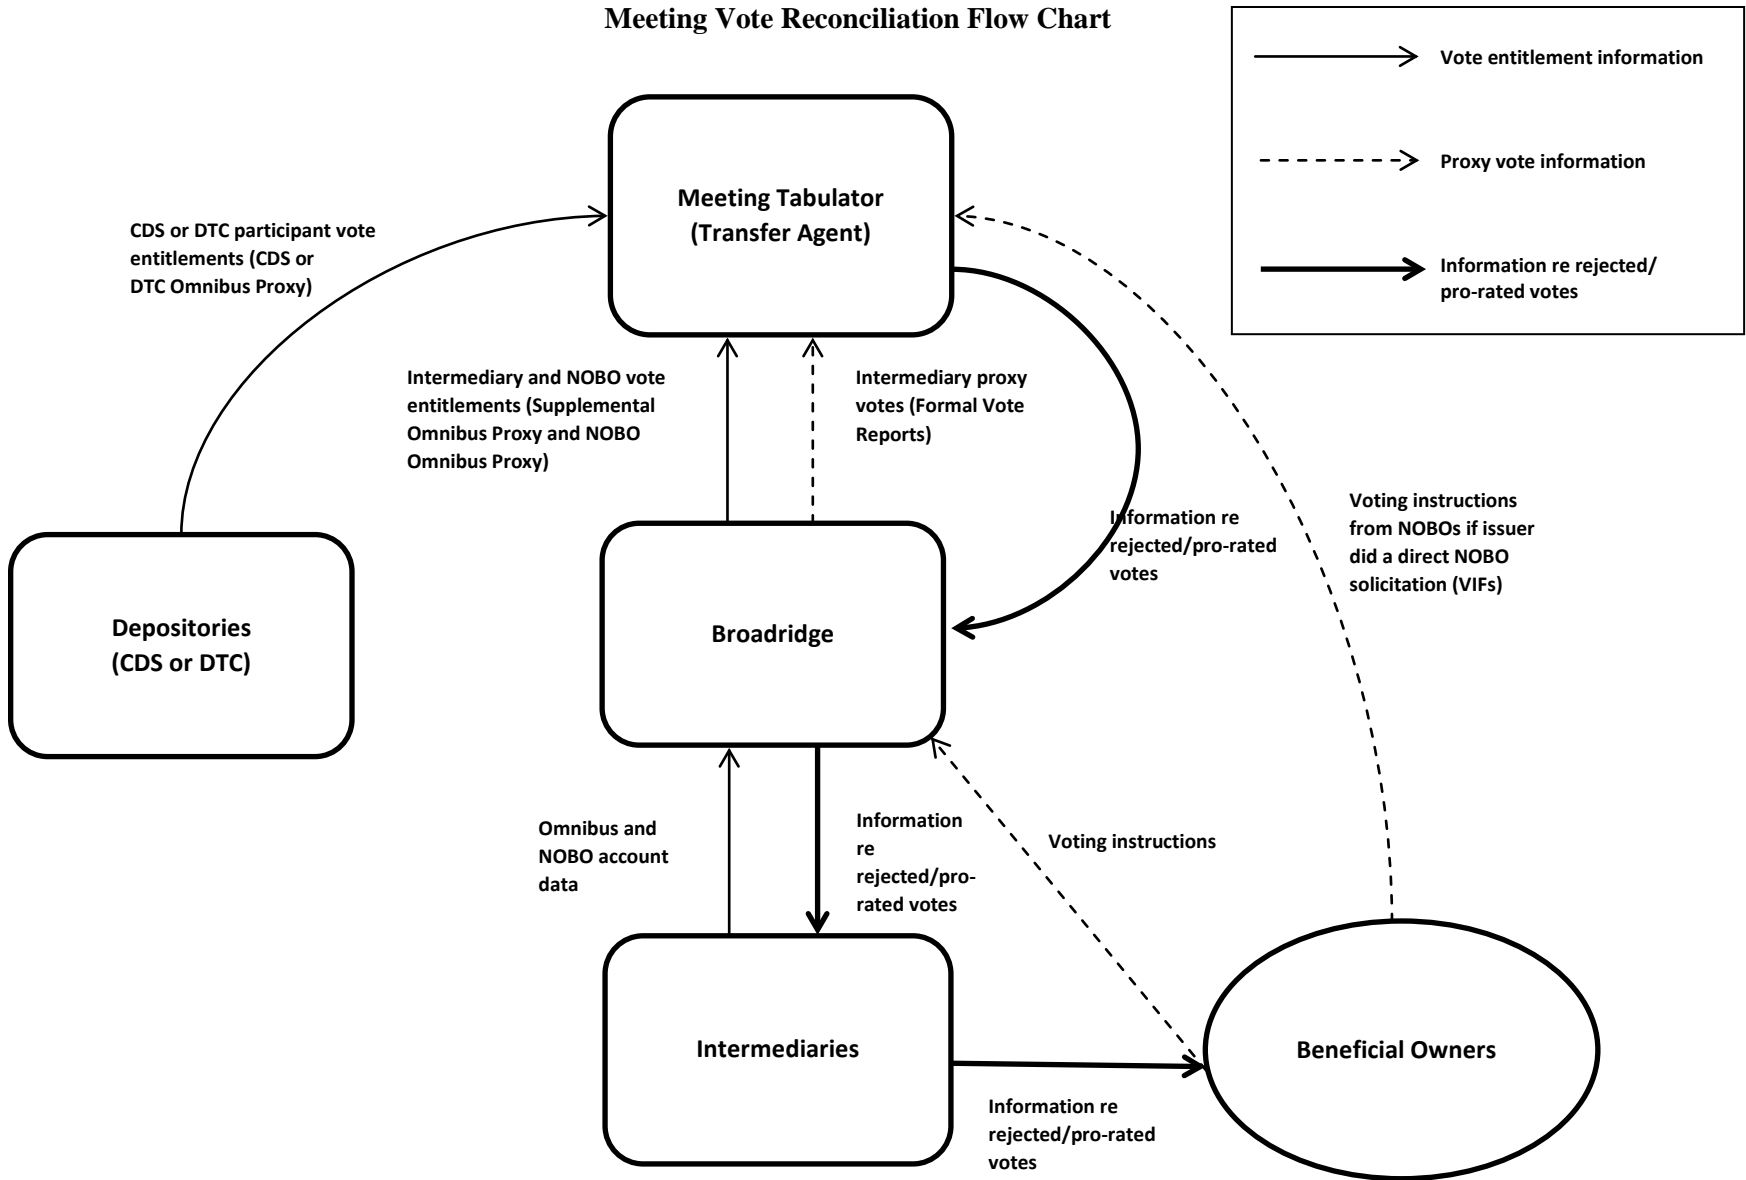 Meeting Vote Reconciliation Flow Chart
Vote entitlement information
Proxy vote information
Information re rejected/
pro-rated votes
Meeting Tabulator
(Transfer Agent)
CDS or DTC participant vote
entitlements (CDS or
DTC Omnibus Proxy)
Intermediary and NOBO vote
entitlements (Supplemental
Omnibus Proxy and NOBO
Omnibus Proxy)
Intermediary proxy
votes (Formal Vote
Reports)
Information re
rejected/pro-rated
votes
Voting instructions
from NOBOs if issuer
did a direct NOBO
solicitation (VIFs)
Depositories
(CDS or DTC)
Broadridge
Omnibus and
NOBO account
data
Information
re
rejected/pro-
rated votes
Voting instructions
Intermediaries
Beneficial Owners
Information re
rejected/pro-rated
votes